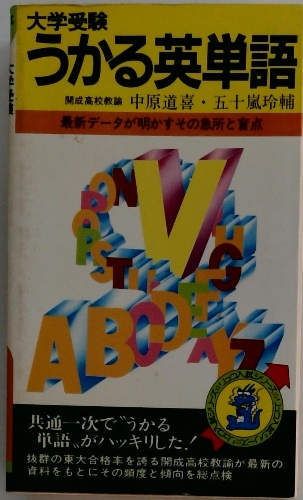 大学受験
うかる英単語
開成高校教諭 中原道喜・五十嵐玲輔
最新データが明かすその急所と盲点
V
ABCDE
共通一次で〝うかる
単語〟がハッキリした!
抜群の東大合格率を誇る開成高校教諭が最新の
資料をもとにその頻度と傾向を総点検